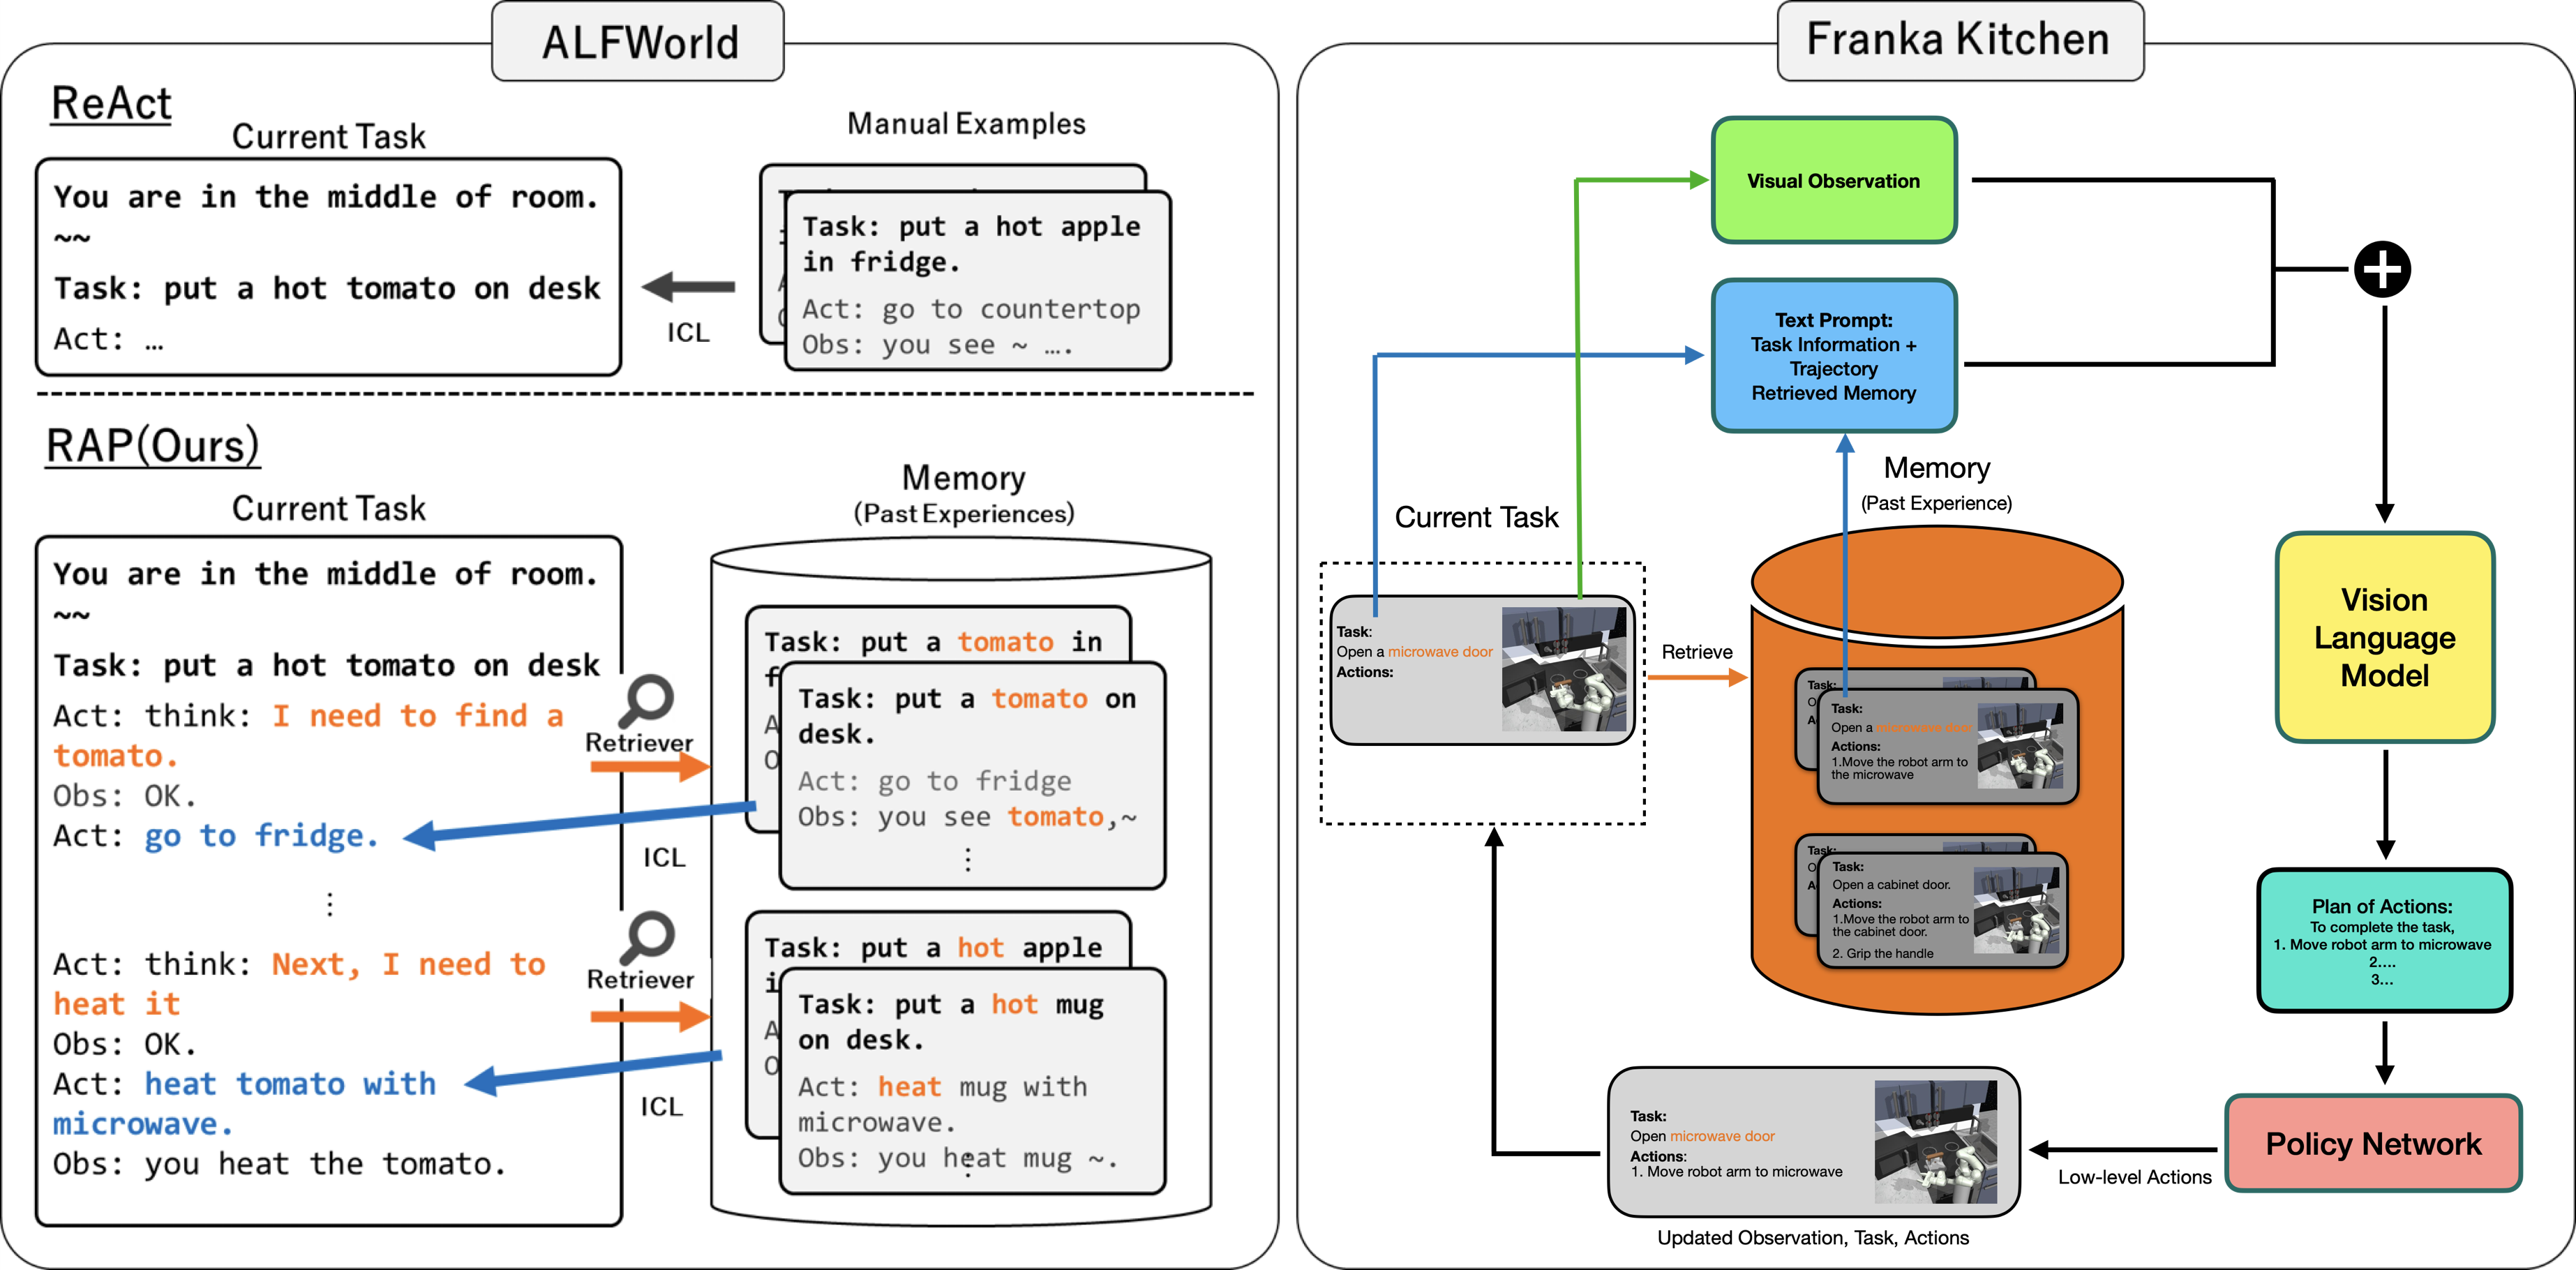 ALFWorld
ReAct
Current Task
You are in the middle of room.
~~
Task: put a hot tomato on desk
Act: …
ICL
Manual Examples
Task: put a hot apple
in fridge.
Act: go to countertop
Obs: you see ~ ….
RAP(Ours)
Current Task
You are in the middle of room.
~~
Task: put a hot tomato on desk
Act: think: I need to find a
tomato.
Obs: OK.
Act: go to fridge.
⋮
Act: think: Next, I need to
heat it
Obs: OK.
Act: heat tomato with
microwave.
Obs: you heat the tomato.
Retriever
ICL
Retriever
ICL
Memory
(Past Experiences)
Task: put a tomato in
Task: put a tomato on
desk.
Act: go to fridge
Obs: you see tomato,~
⋮
Task: put a hot apple
Task: put a hot mug
on desk.
Act: heat mug with
microwave.
Obs: you heat mug ~.
⋮
Franka Kitchen
Visual Observation
Text Prompt:
Task Information +
Trajectory
Retrieved Memory
Current Task
Task:
Open a microwave door
Actions:
Retrieve
Memory
(Past Experience)
Task:
Task:
Open a microwave door
Actions:
1.Move the robot arm to
the microwave
Task:
Task:
Open a cabinet door.
Actions:
1.Move the robot arm to
the cabinet door.
2. Grip the handle
Vision
Language
Model
Plan of Actions:
To complete the task,
1. Move robot arm to microwave
2....
3...
Policy Network
Low-level Actions
Task:
Open microwave door
Actions:
1. Move robot arm to microwave
Updated Observation, Task, Actions